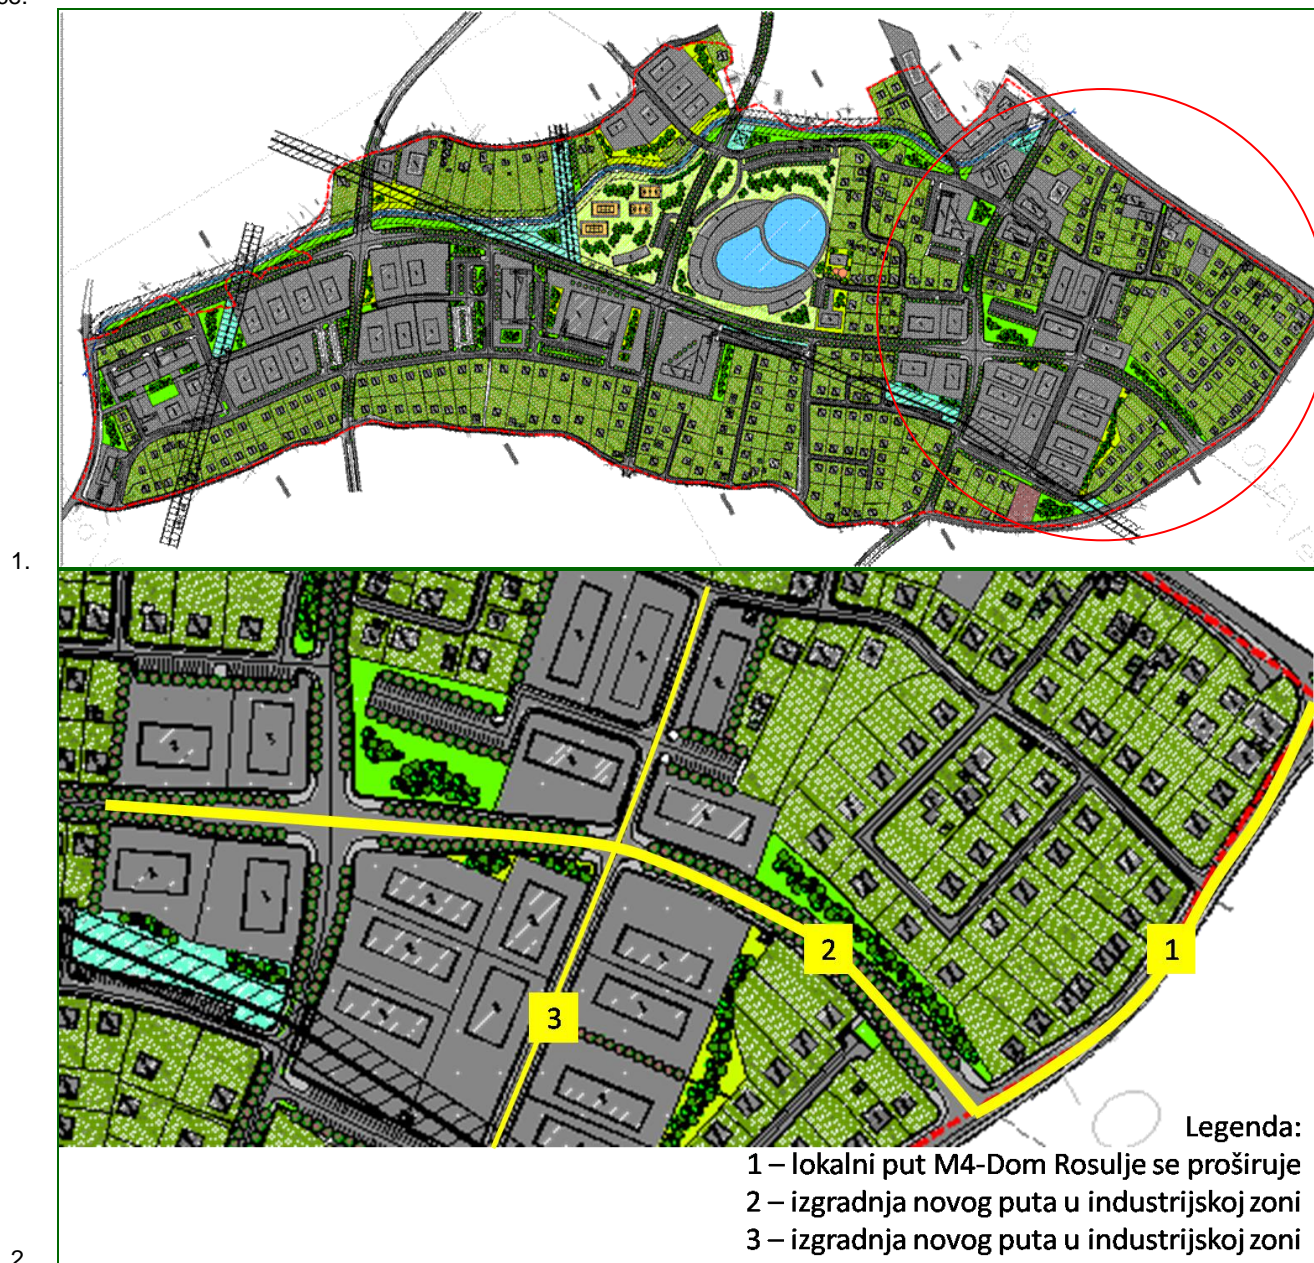 1.
2
1
3
Legenda:
1 – lokalni put M4-Dom Rosulje se proširuje
2 – izgradnja novog puta u industrijskoj zoni
3 – izgradnja novog puta u industrijskoj zoni
2